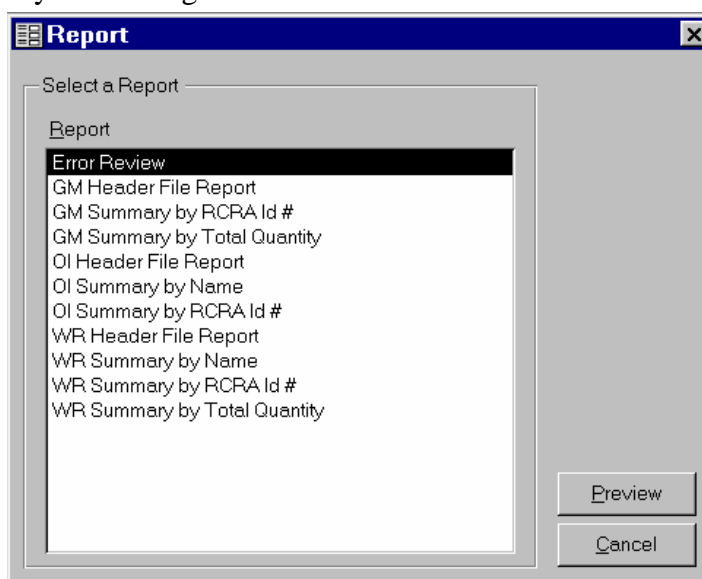 Report
Select a Report
Report
Error Review
GM Header File Report
GM Summary by RCRA Id #
GM Summary by Total Quantity
OI Header File Report
OI Summary by Name
OI Summary by RCRA Id #
WR Header File Report
WR Summary by Name
WR Summary by RCRA Id #
WR Summary by Total Quantity
Preview
Cancel